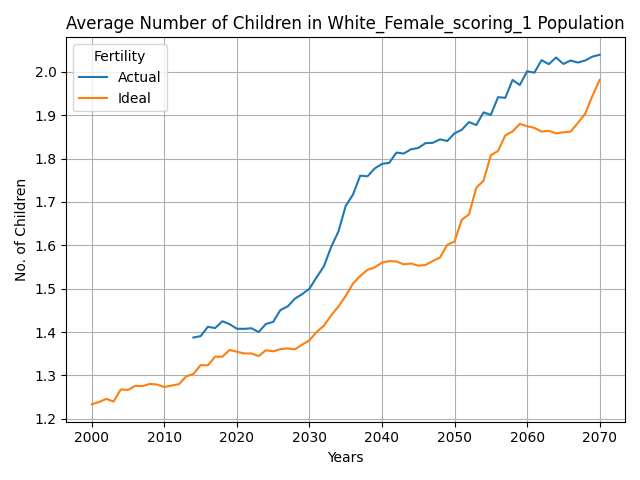 Average Number of Children in White_Female_scoring_1 Population
Fertility
Actual
Ideal
No. of Children
2.0
1.9
1.8
1.7
1.6
1.5
1.4
1.3
1.2
2000 2010 2020 2030 2040 2050 2060 2070
Years